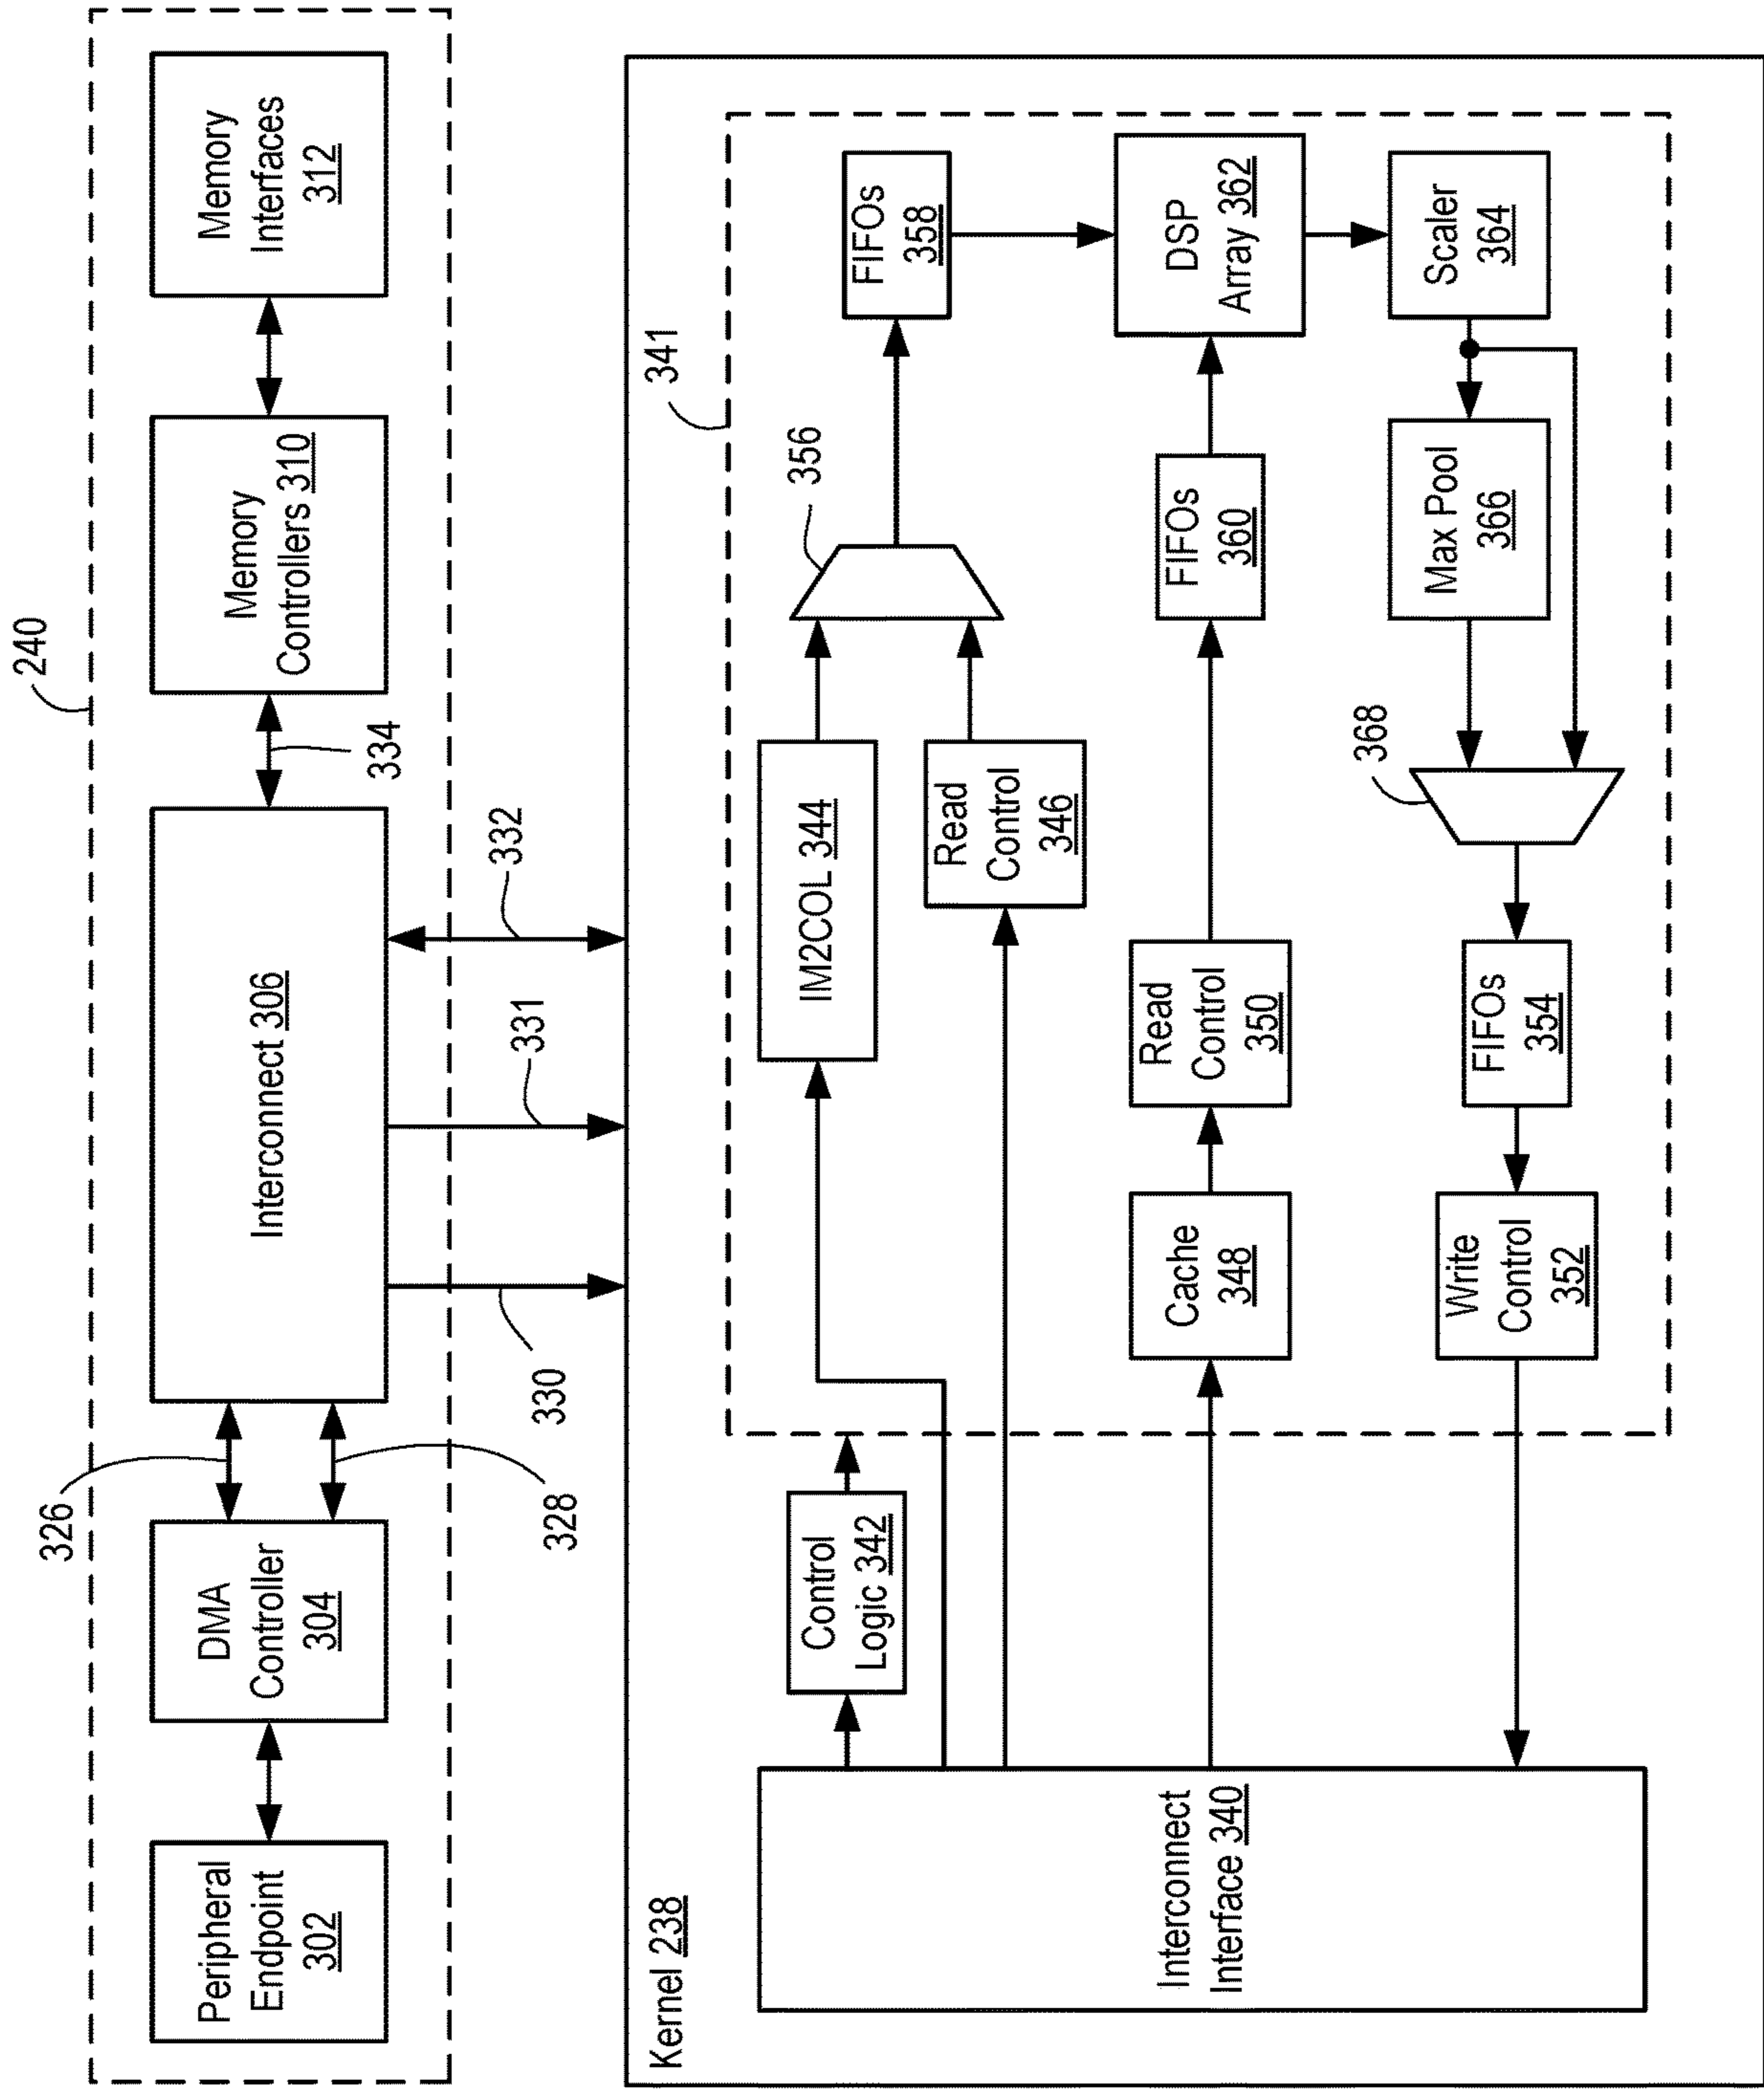 240
Peripheral
Endpoint
302
DMA
Controller
304
326
328
Interconnect 306
334
Memory
Controllers 310
Memory
Interfaces
312
330
331
332
Kernel 238
341
Interconnect
Interface 340
Control
Logic 342
IM2COL 344
Read
Control
346
356
FIFOs
358
Cache
348
Read
Control
350
FIFOs
360
DSP
Array 362
Write
Control
352
FIFOs
354
368
Max Pool
366
Scaler
364